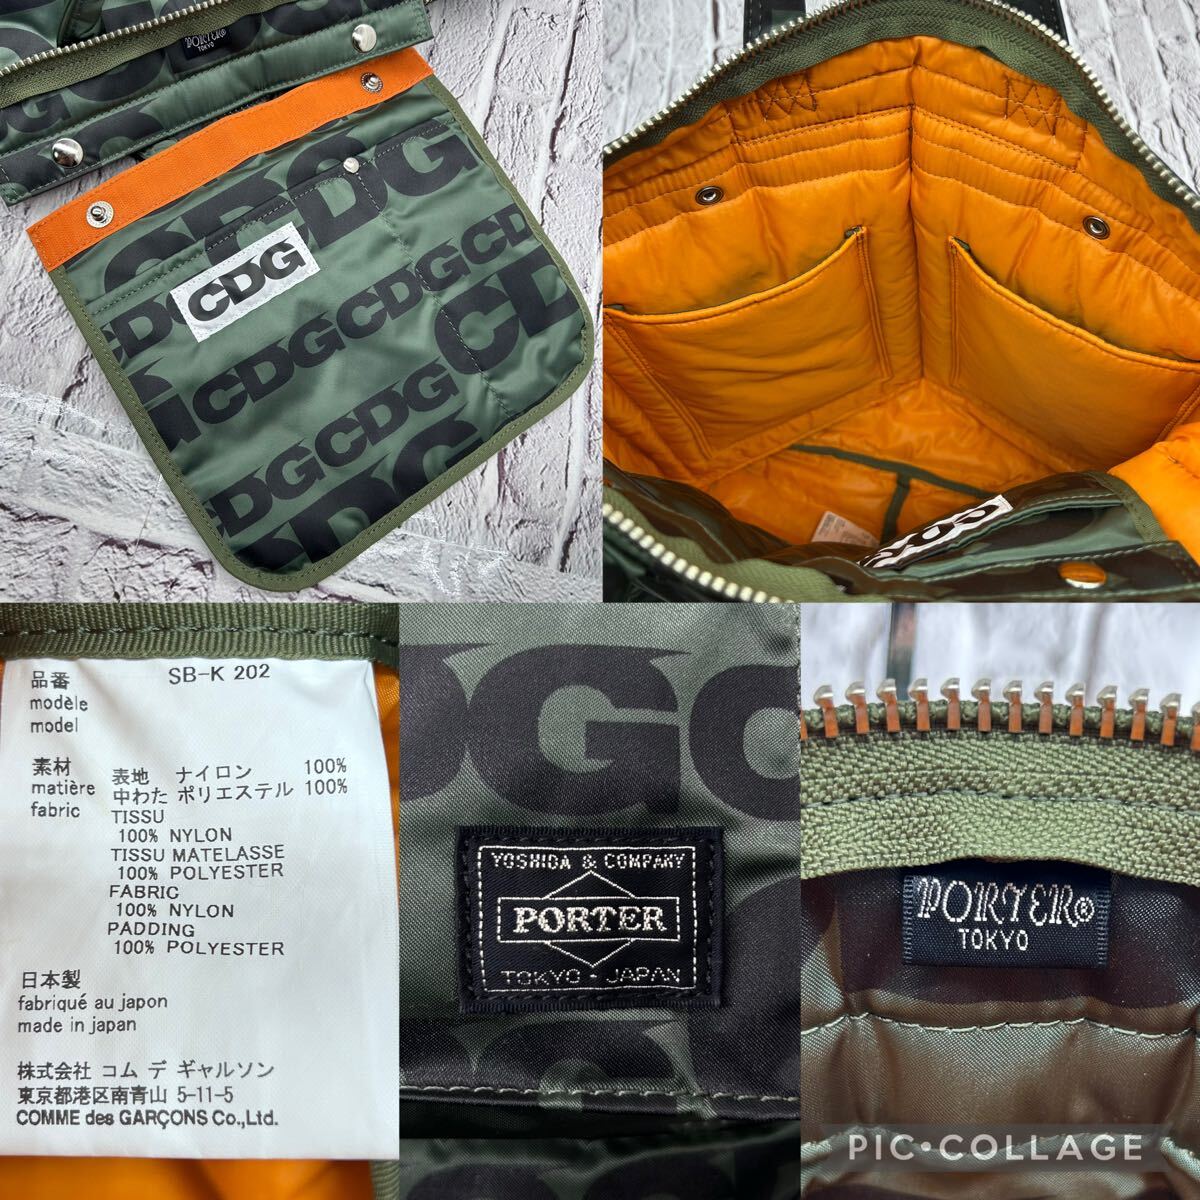 PORTER®
TOKYO
CDG
CDG
CDGCDGCDG
CDGCDG
CDG
品番 SB-K 202
modèle
model
素材
matière
fabric
表地 ナイロン 100%
中わた ポリエステル 100%
TISSU
100% NYLON
TISSU MATELASSE
100% POLYESTER
FABRIC
100% NYLON
PADDING
100% POLYESTER
日本製
fabriqué au japon
made in japan
株式会社 コム デ ギャルソン
東京都港区南青山 5-11-5
COMME des GARÇONS Co.,Ltd.
YOSHIDA & COMPANY
PORTER
TOKYO・JAPAN
PORTER®
TOKYO
PIC•COLLAGE